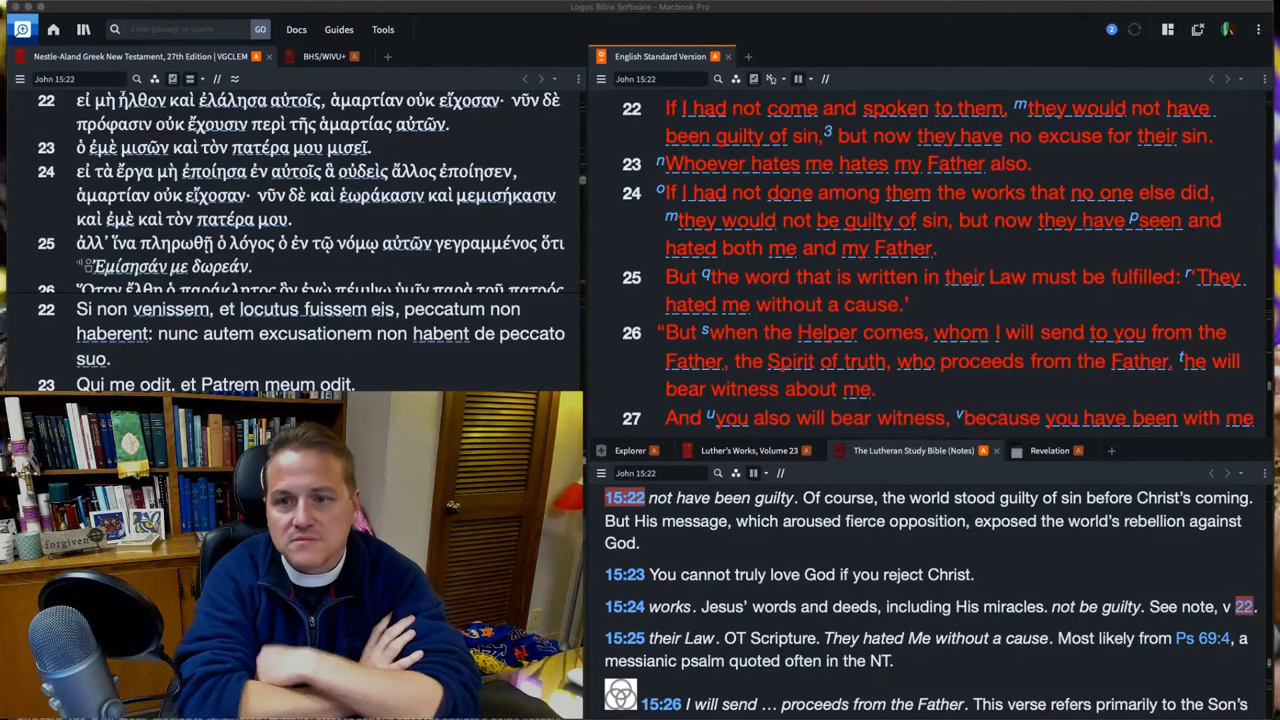 Logos Bible Software - Macbook Pro
Enter passage or search
GO
Docs
Guides
Tools
2
Nestle-Aland Greek New Testament, 27th Edition | VGCLEM A
BHS/WIVU+ A
John 15:22
22 εἰ μὴ ἦλθον καὶ ἐλάλησα αὐτοῖς, ἁμαρτίαν οὐκ εἴχοσαν· νῦν δὲ
πρόφασιν οὐκ ἔχουσιν περὶ τῆς ἁμαρτίας αὐτῶν.
23 ὁ ἐμὲ μισῶν καὶ τὸν πατέρα μου μισεῖ.
24 εἰ τὰ ἔργα μὴ ἐποίησα ἐν αὐτοῖς ἃ οὐδεὶς ἄλλος ἐποίησεν,
ἁμαρτίαν οὐκ εἴχοσαν· νῦν δὲ καὶ ἑωράκασιν καὶ μεμισήκασιν
καὶ ἐμὲ καὶ τὸν πατέρα μου.
25 ἀλλ’ ἵνα πληρωθῇ ὁ λόγος ὁ ἐν τῷ νόμῳ αὐτῶν γεγραμμένος ὅτι
Ἐμίσησάν με δωρεάν.
26 Ὅταν ἔλθῃ ὁ παράκλητος ὃν ἐγὼ πέμψω ὑμῖν παρὰ τοῦ πατρός
22 Si non venissem, et locutus fuissem eis, peccatum non
haberent: nunc autem excusationem non habent de peccato
suo.
23 Qui me odit, et Patrem meum odit.
forgiven
English Standard Version A
John 15:22
22 If I had not come and spoken to them, m they would not have
been guilty of sin,3 but now they have no excuse for their sin.
23 n Whoever hates me hates my Father also.
24 o If I had not done among them the works that no one else did,
m they would not be guilty of sin, but now they have p seen and
hated both me and my Father.
25 But q the word that is written in their Law must be fulfilled: r ‘They
hated me without a cause.’
26 “But s when the Helper comes, whom I will send to you from the
Father, the Spirit of truth, who proceeds from the Father, t he will
bear witness about me.
27 And u you also will bear witness, v because you have been with me
Explorer A
Luther’s Works, Volume 23 A
The Lutheran Study Bible (Notes) A
Revelation A
John 15:22
15:22 not have been guilty. Of course, the world stood guilty of sin before Christ’s coming.
But His message, which aroused fierce opposition, exposed the world’s rebellion against
God.
15:23 You cannot truly love God if you reject Christ.
15:24 works. Jesus’ words and deeds, including His miracles. not be guilty. See note, v 22.
15:25 their Law. OT Scripture. They hated Me without a cause. Most likely from Ps 69:4, a
messianic psalm quoted often in the NT.
15:26 I will send … proceeds from the Father. This verse refers primarily to the Son’s